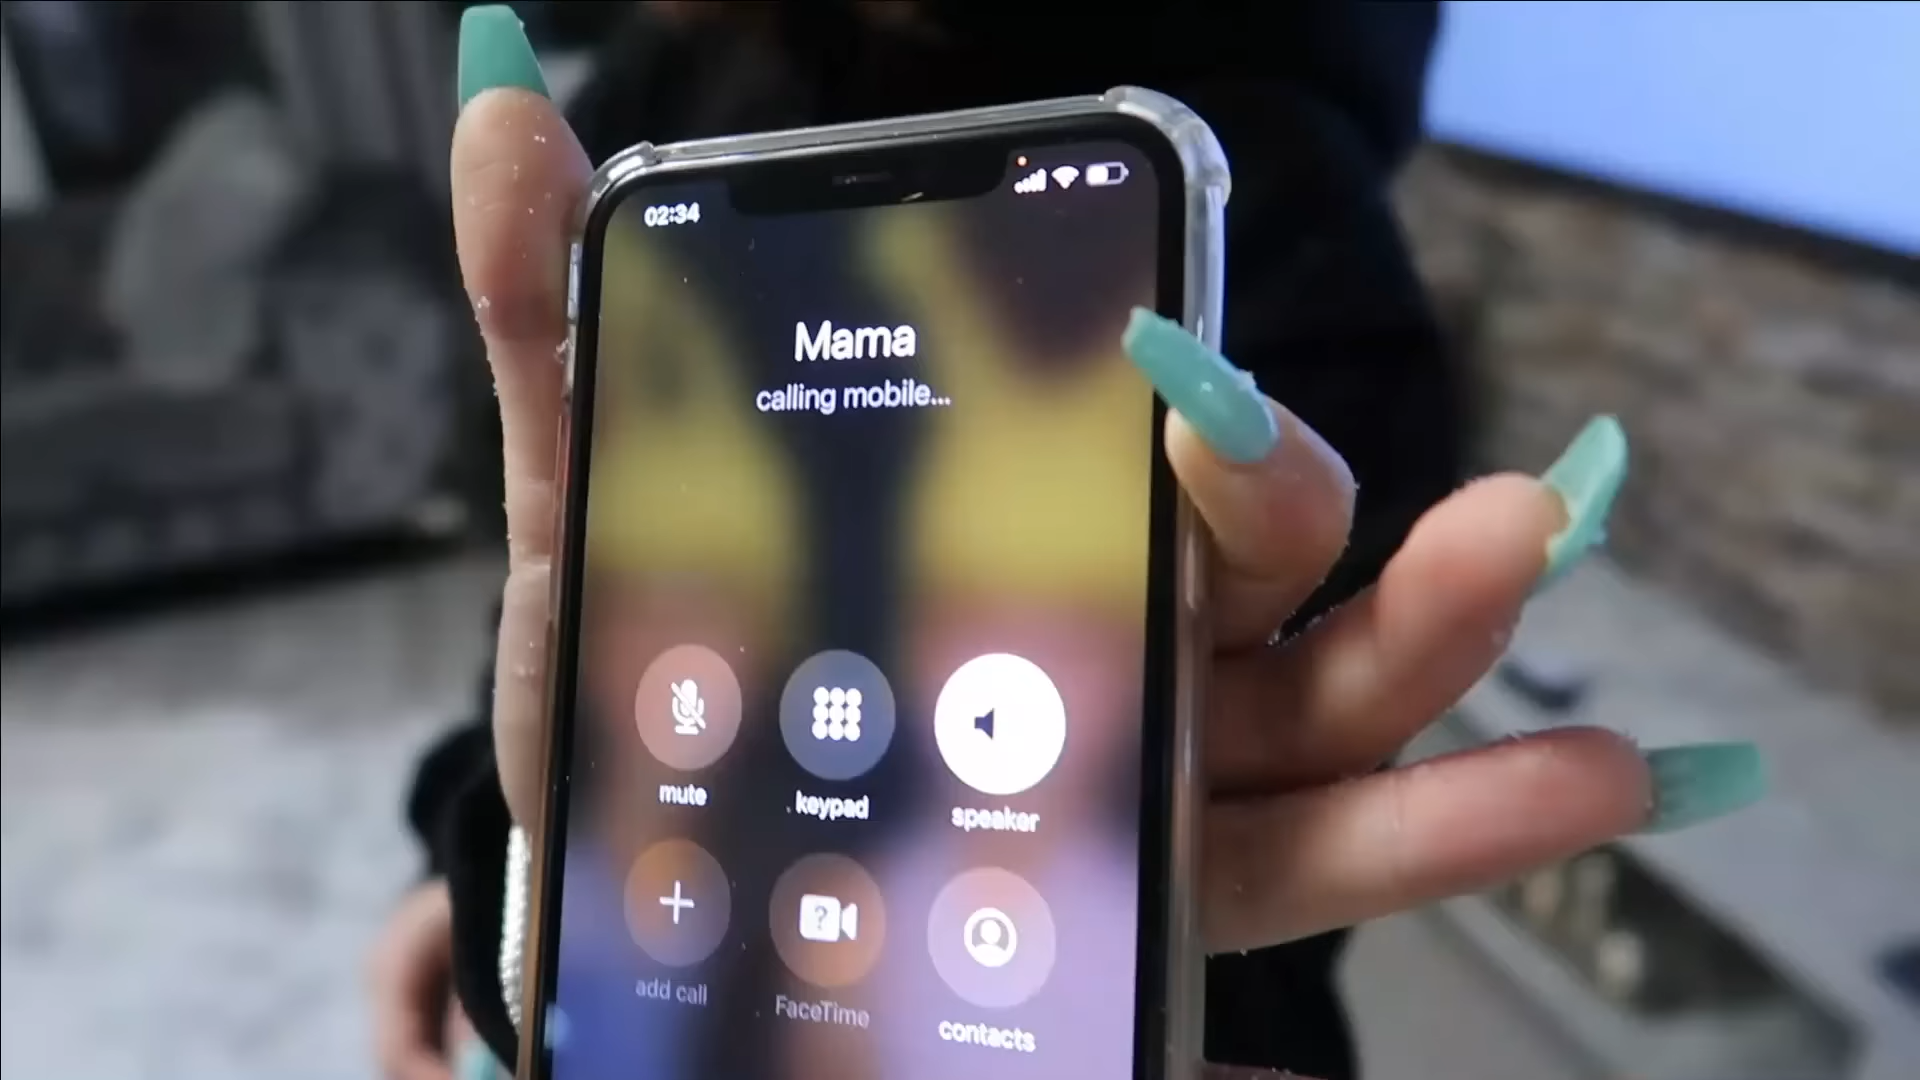 02:34
Mama
calling mobile...
mute
keypad
speaker
add call
FaceTime
contacts